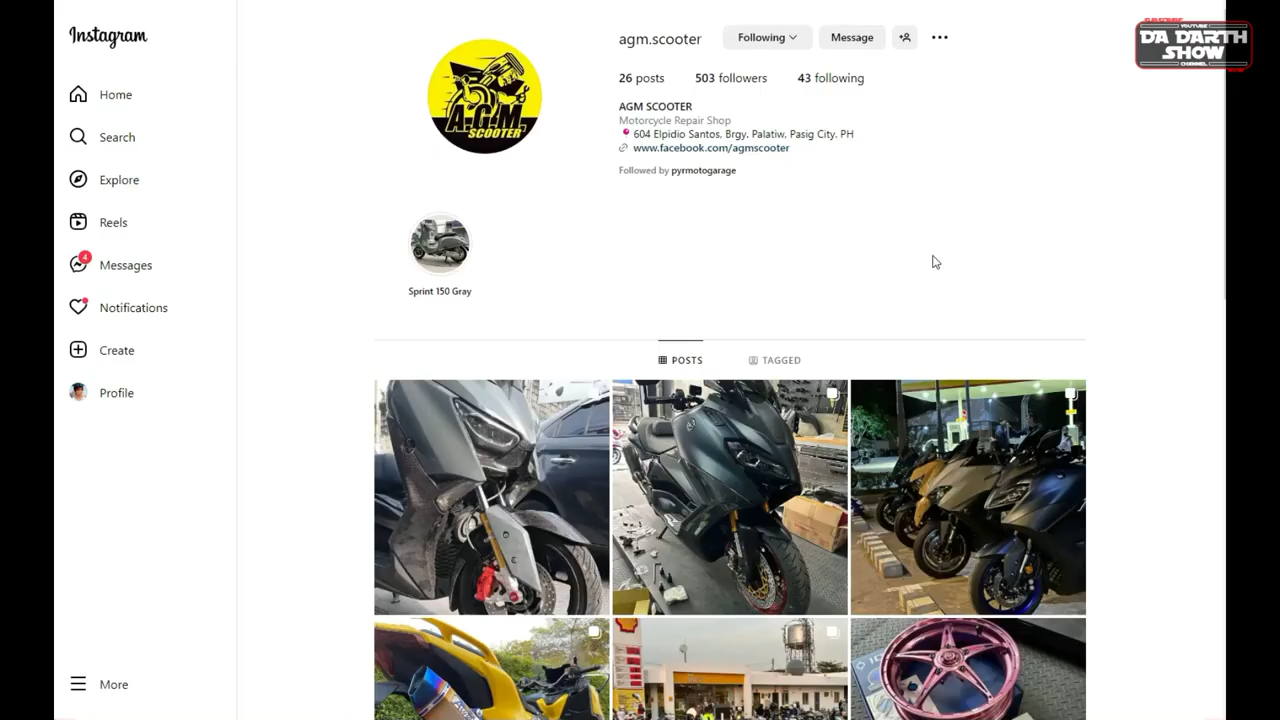 Instagram
Home
Search
Explore
Reels
4
Messages
Notifications
Create
Profile
More
A.G.M.
SCOOTER
agm.scooter
Following
Message
26 posts 503 followers 43 following
AGM SCOOTER
Motorcycle Repair Shop
604 Elpidio Santos, Brgy. Palatiw, Pasig City. PH
www.facebook.com/agmscooter
Followed by pyrmotogarage
Sprint 150 Gray
POSTS
TAGGED
YOUTUBE
DA DARTH
SHOW
CHANNEL